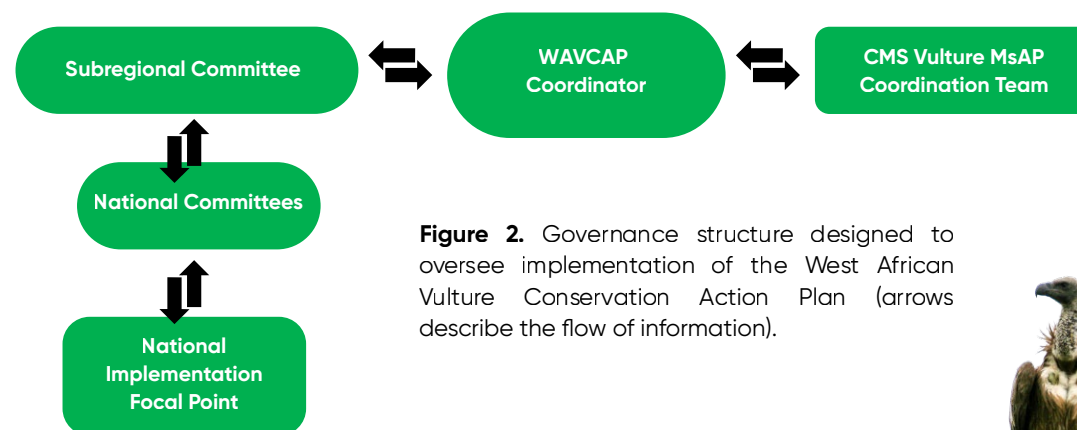 Subregional Committee
WAVCAP
Coordinator
CMS Vulture MsAP
Coordination Team
National Committees
Figure 2. Governance structure designed to
oversee implementation of the West African
Vulture Conservation Action Plan (arrows
describe the flow of information).
National
Implementation
Focal Point